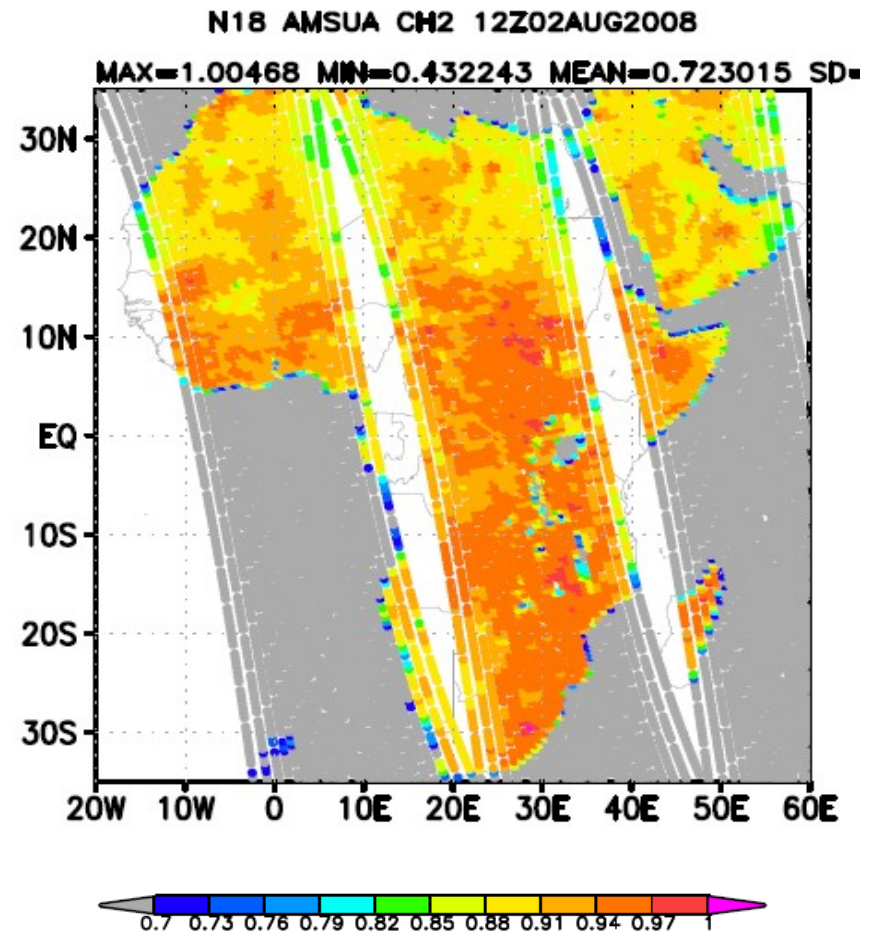 N18 AMSUA CH2 12Z02AUG2008
MAX=1.00468 MIN=0.432243 MEAN=0.723015 SD=
30N
20N
10N
EQ
10S
20S
30S
20W 10W 0 10E 20E 30E 40E 50E 60E
0.7 0.73 0.76 0.79 0.82 0.85 0.88 0.91 0.94 0.97 1